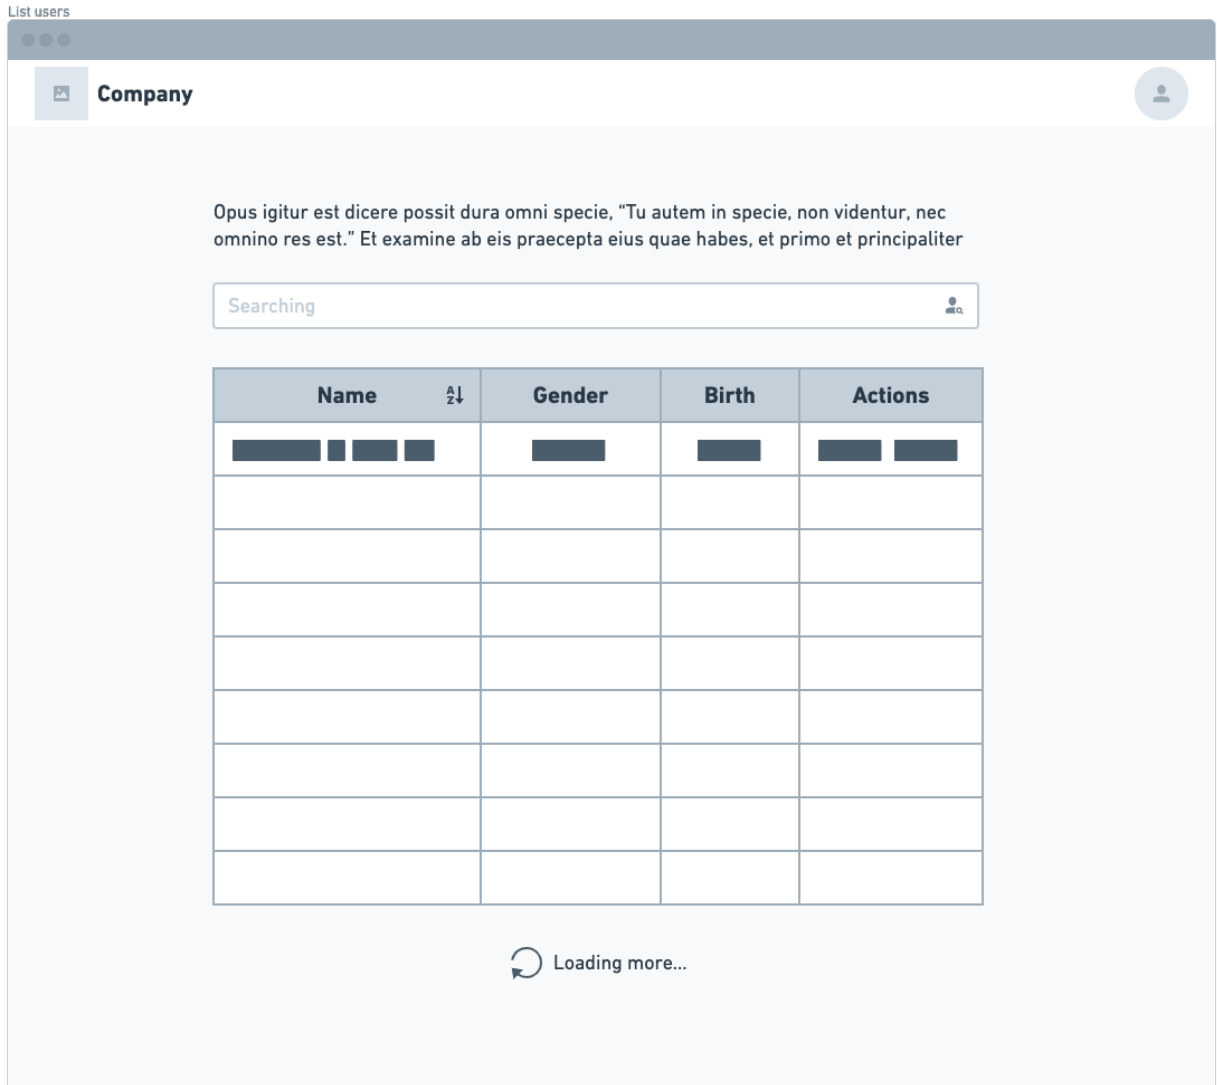 List users
Company
Opus igitur est dicere possit dura omni specie, “Tu autem in specie, non videntur, nec
omnino res est.” Et examine ab eis praecepta eius quae habes, et primo et principaliter
Searching
Name AZ Gender Birth Actions
Loading more...